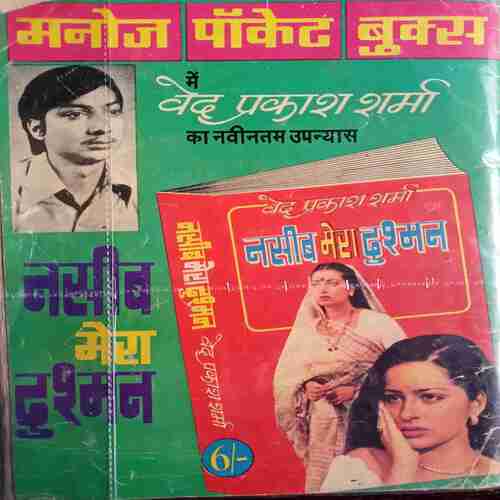 मनोज पॉकेट बुक्स
में
वेद प्रकाश शर्मा
का नवीनतम उपन्यास
नसीब
मेरा
दुश्मन
वेद प्रकाश शर्मा
नसीब मेरा दुश्मन
नसीब मेरा दुश्मन
वेद प्रकाश शर्मा
6/-